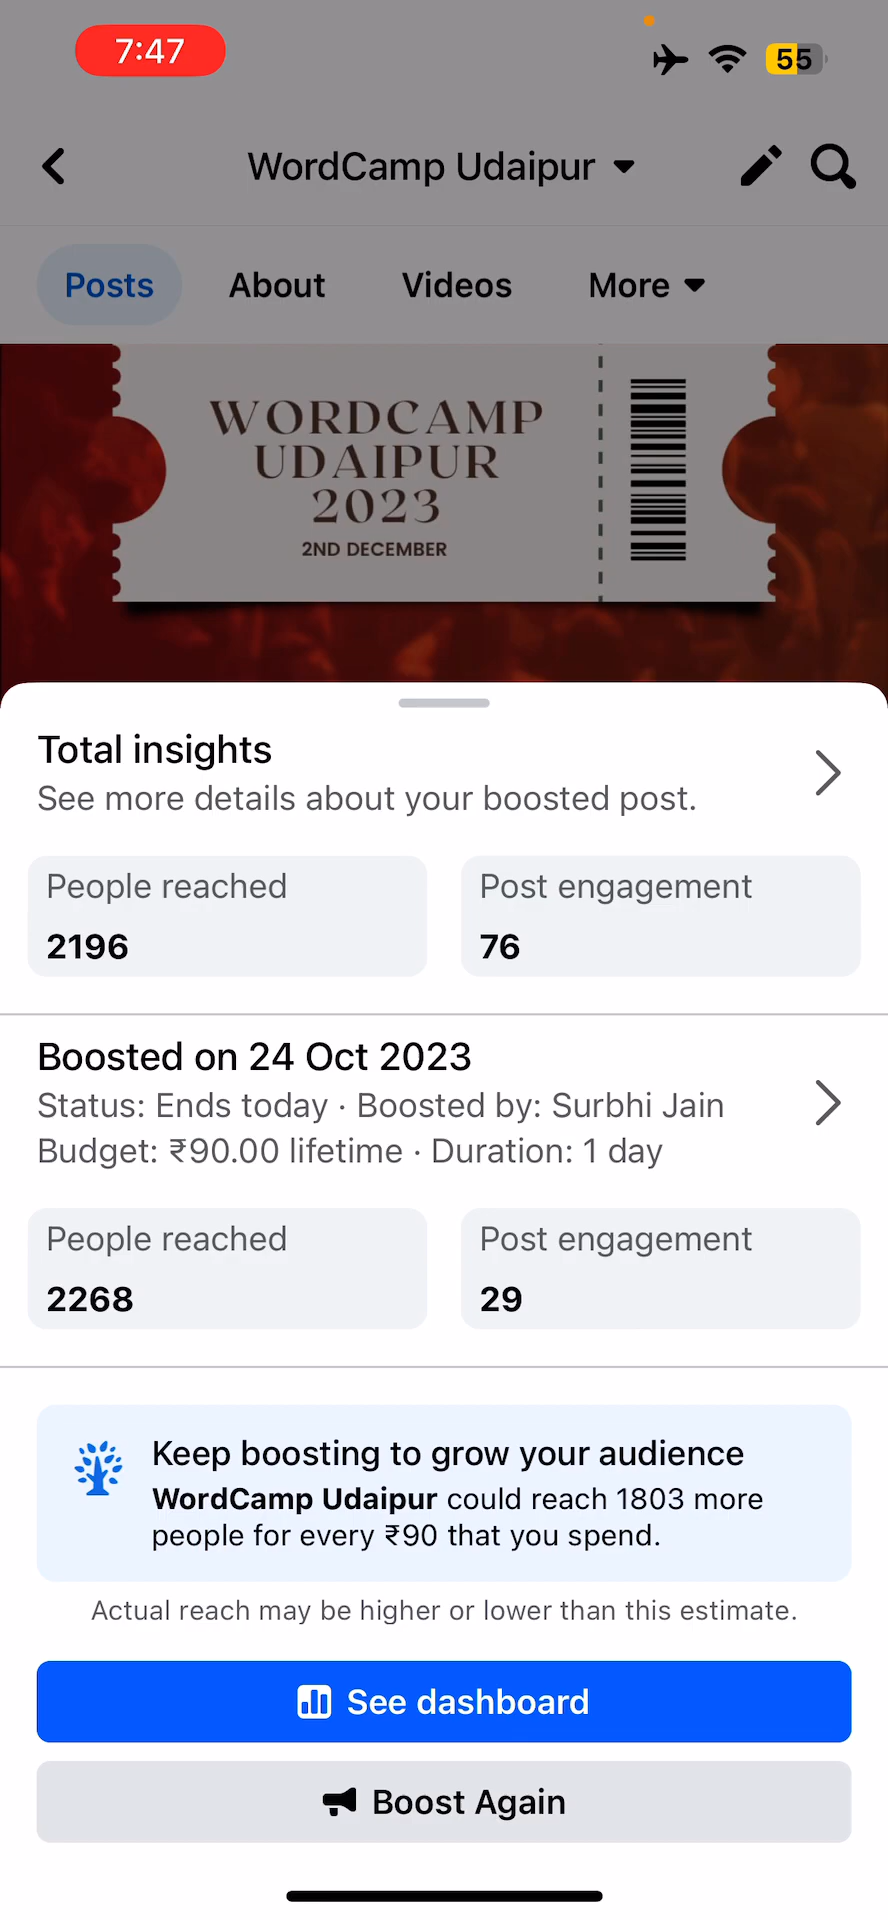 7:47
55
WordCamp Udaipur
Posts
About
Videos
More
WORDCAMP
UDAIPUR
2023
2ND DECEMBER
Total insights
See more details about your boosted post.
People reached
2196
Post engagement
76
Boosted on 24 Oct 2023
Status: Ends today · Boosted by: Surbhi Jain
Budget: ₹90.00 lifetime · Duration: 1 day
People reached
2268
Post engagement
29
Keep boosting to grow your audience
WordCamp Udaipur could reach 1803 more
people for every ₹90 that you spend.
Actual reach may be higher or lower than this estimate.
See dashboard
Boost Again